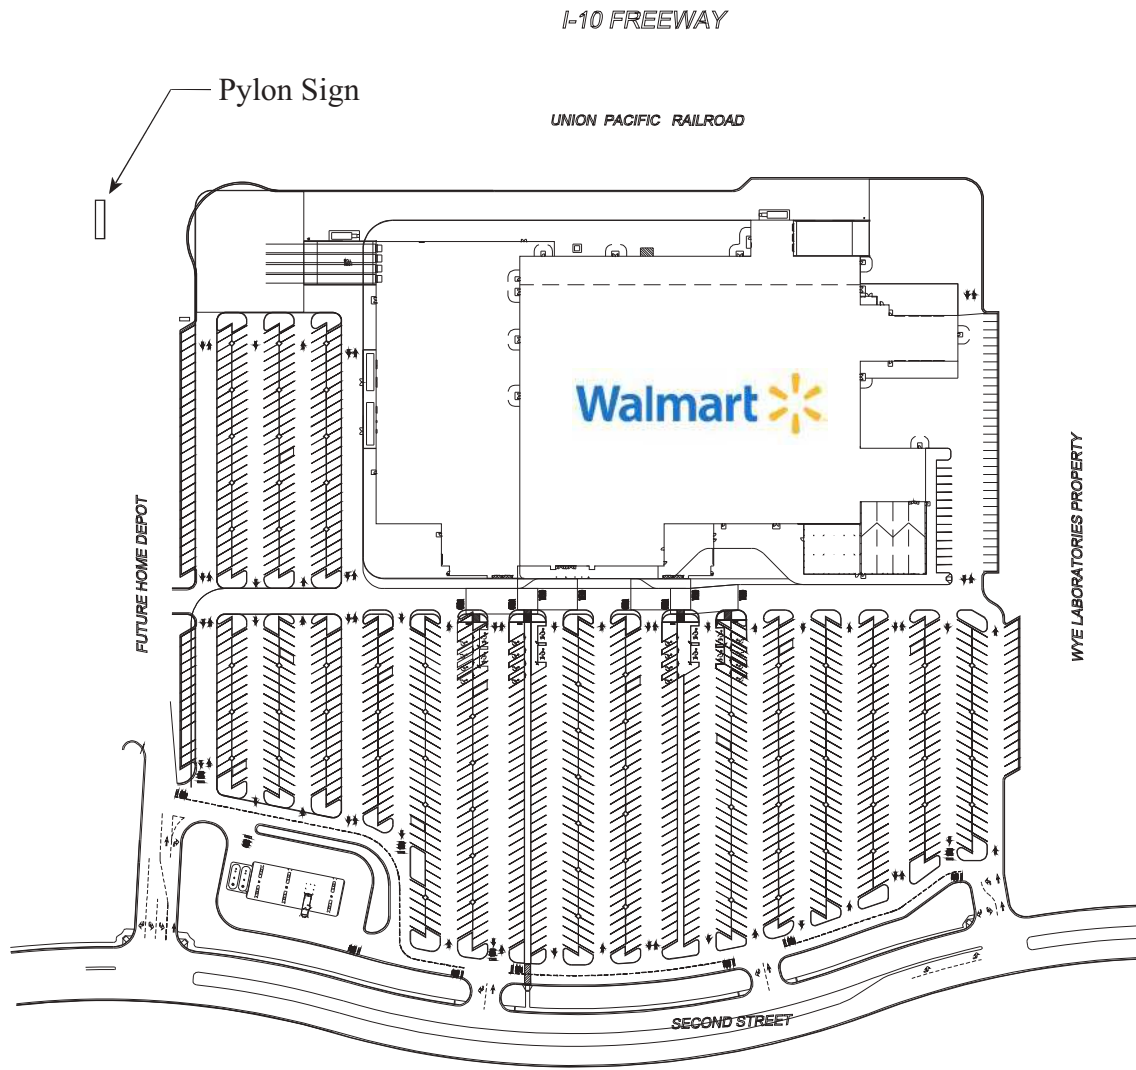 I-10 FREEWAY
Pylon Sign
UNION PACIFIC RAILROAD
Walmart
FUTURE HOME DEPOT
WYE LABORATORIES PROPERTY
SECOND STREET